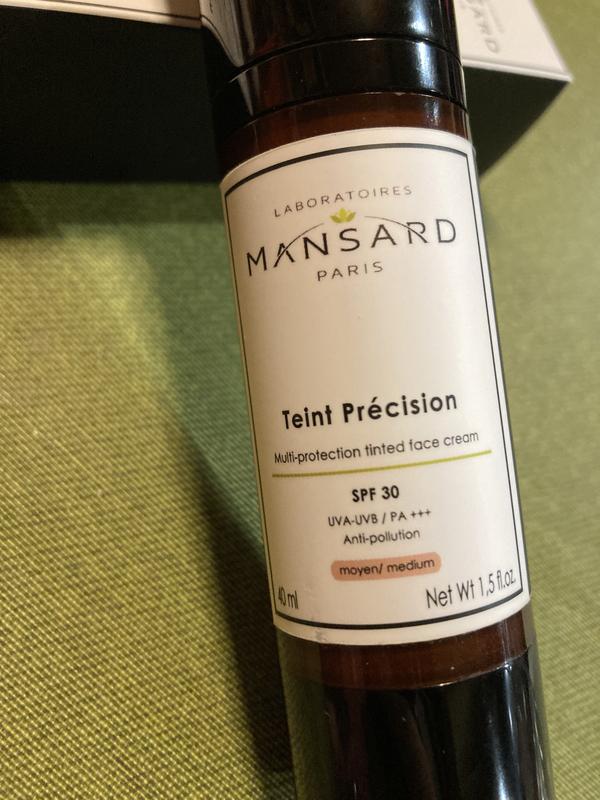 ARD
LABORATOIRES
MANSARD
PARIS
Teint Précision
Multi-protection tinted face cream
SPF 30
UVA-UVB / PA +++
Anti-pollution
moyen/ medium
40 ml
Net Wt 1,5 fl.oz.